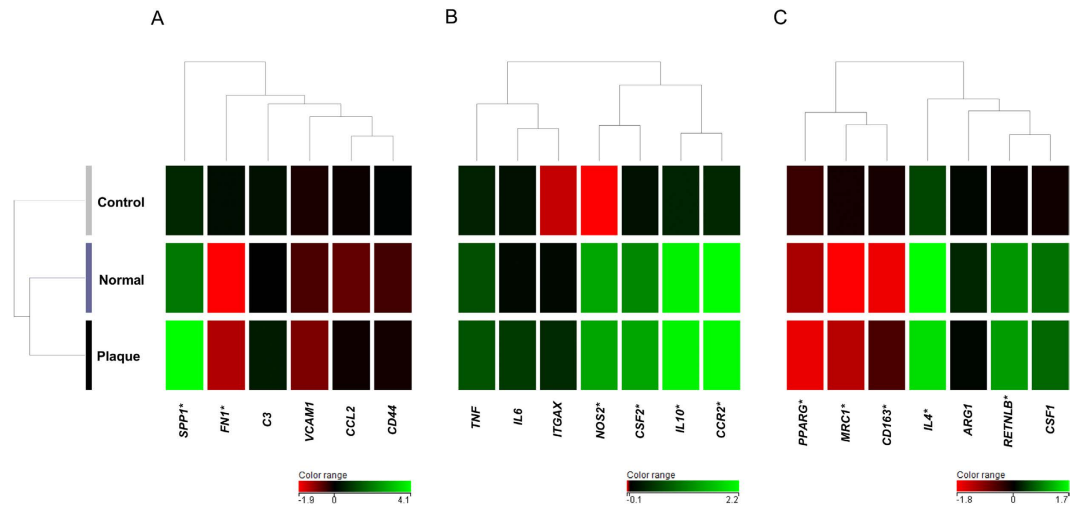 A B C
Control
Normal
Plaque
SPP1* FN1* C3 VCAM1 CCL2 CD44 TNF IL6 ITGAX NOS2* CSF2* IL10* CCR2* PPARG* MRC1* CD163* IL4* ARG1 RETNLB* CSF1
Color range Color range Color range
-1.9 0 4.1 -0.1 2.2 -1.8 0 1.7